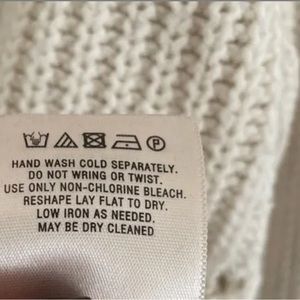 HAND WASH COLD SEPARATELY.
DO NOT WRING OR TWIST.
USE ONLY NON-CHLORINE BLEACH.
RESHAPE LAY FLAT TO DRY.
LOW IRON AS NEEDED.
MAY BE DRY CLEANED